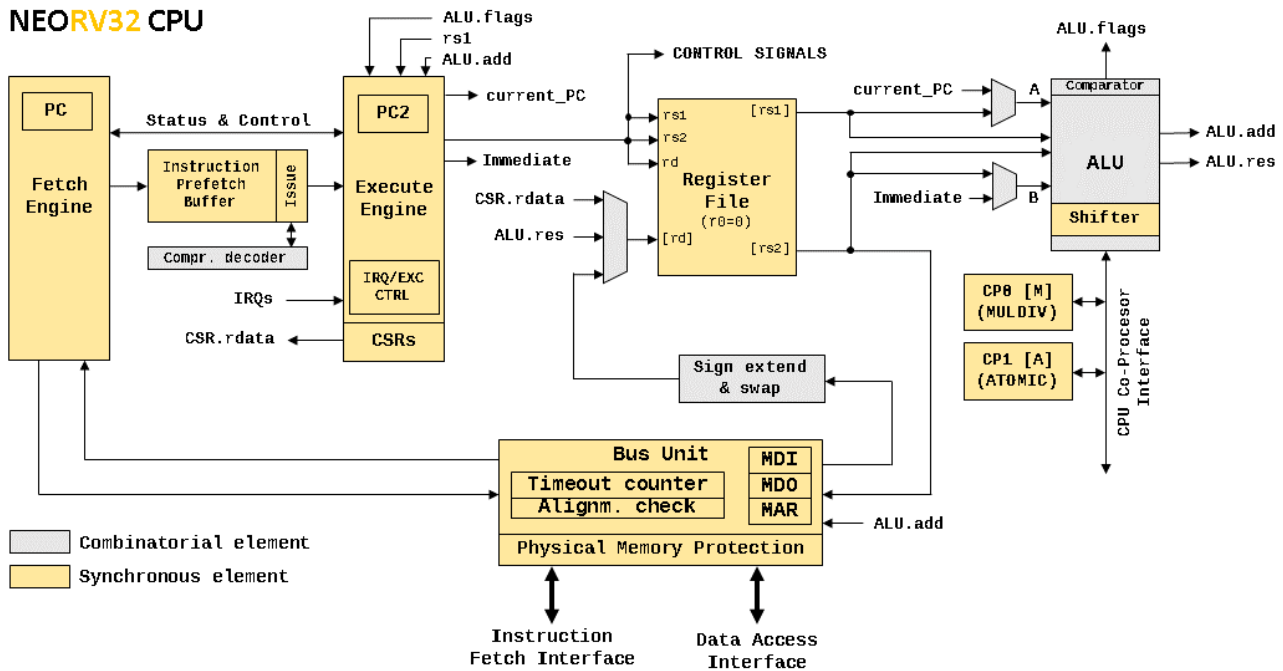 NEORV32 CPU
ALU.flags
rs1
ALU.add
PC
Status & Control
Fetch
Engine
Instruction
Prefetch
Buffer
Issue
Compr. decoder
PC2
Execute
Engine
IRQ/EXC
CTRL
CSRs
IRQs
CSR.rdata
current_PC
Immediate
CONTROL SIGNALS
rs1
rs2
rd
[rs1]
Register
File
(r0=0)
[rd]
[rs2]
CSR.rdata
ALU.res
current_PC
A
Immediate
B
ALU.flags
Comparator
ALU
Shifter
ALU.add
ALU.res
CP0 [M]
(MULDIV)
CP1 [A]
(ATOMIC)
CPU Co-Procesor
Interface
Sign extend
& swap
Bus Unit
Timeout counter
Alignm. check
MDI
MDO
MAR
ALU.add
Physical Memory Protection
Instruction
Fetch Interface
Data Access
Interface
Combinatorial element
Synchronous element